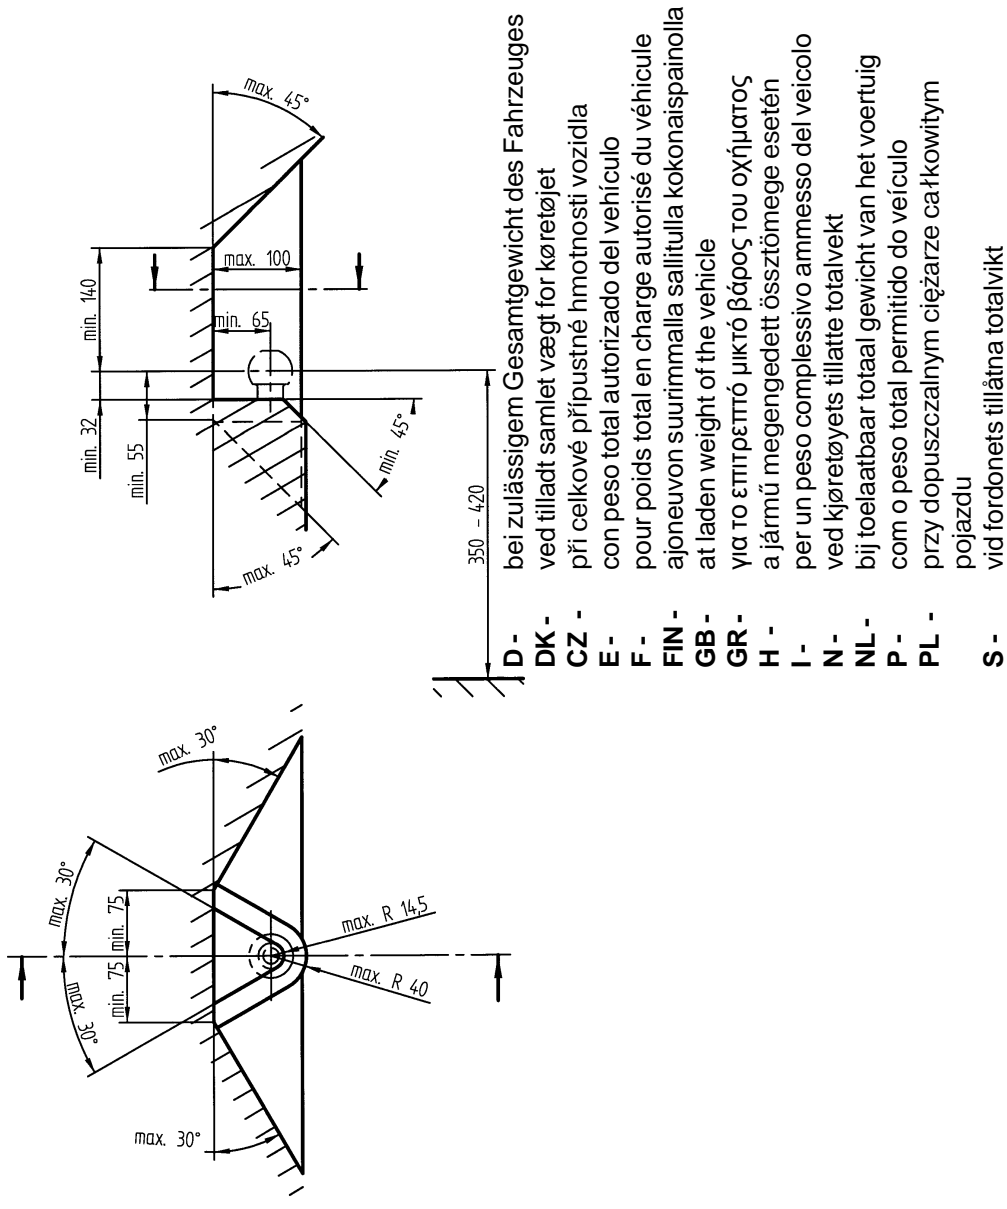 max. 45°
min. 140
max. 100
min. 65
min. 32
min. 55
min. 45°
max. 45°
350 - 420
max. 30°
max. 30°
max. 30°
max. 30°
min. 75
min. 75
max. R 14,5
max. R 40
D - bei zulässigem Gesamtgewicht des Fahrzeuges
DK - ved tilladt samlet vægt for køretøjet
CZ - při celkové přípustné hmotnosti vozidla
E - con peso total autorizado del vehículo
F - pour poids total en charge autorisé du véhicule
FIN - ajoneuvon suurimmalla sallitulla kokonaispainolla
GB - at laden weight of the vehicle
GR - για το επιτρεπτό μικτό βάρος του οχήματος
H - a jármű megengedett össztömege esetén
I - per un peso complessivo ammesso del veicolo
N - ved kjøretøyets tillatte totalvekt
NL - bij toelaatbaar totaal gewicht van het voertuig
P - com o peso total permitido do veículo
PL - przy dopuszczalnym ciężarze całkowitym
pojazdu
S - vid fordonets tillåtna totalvikt